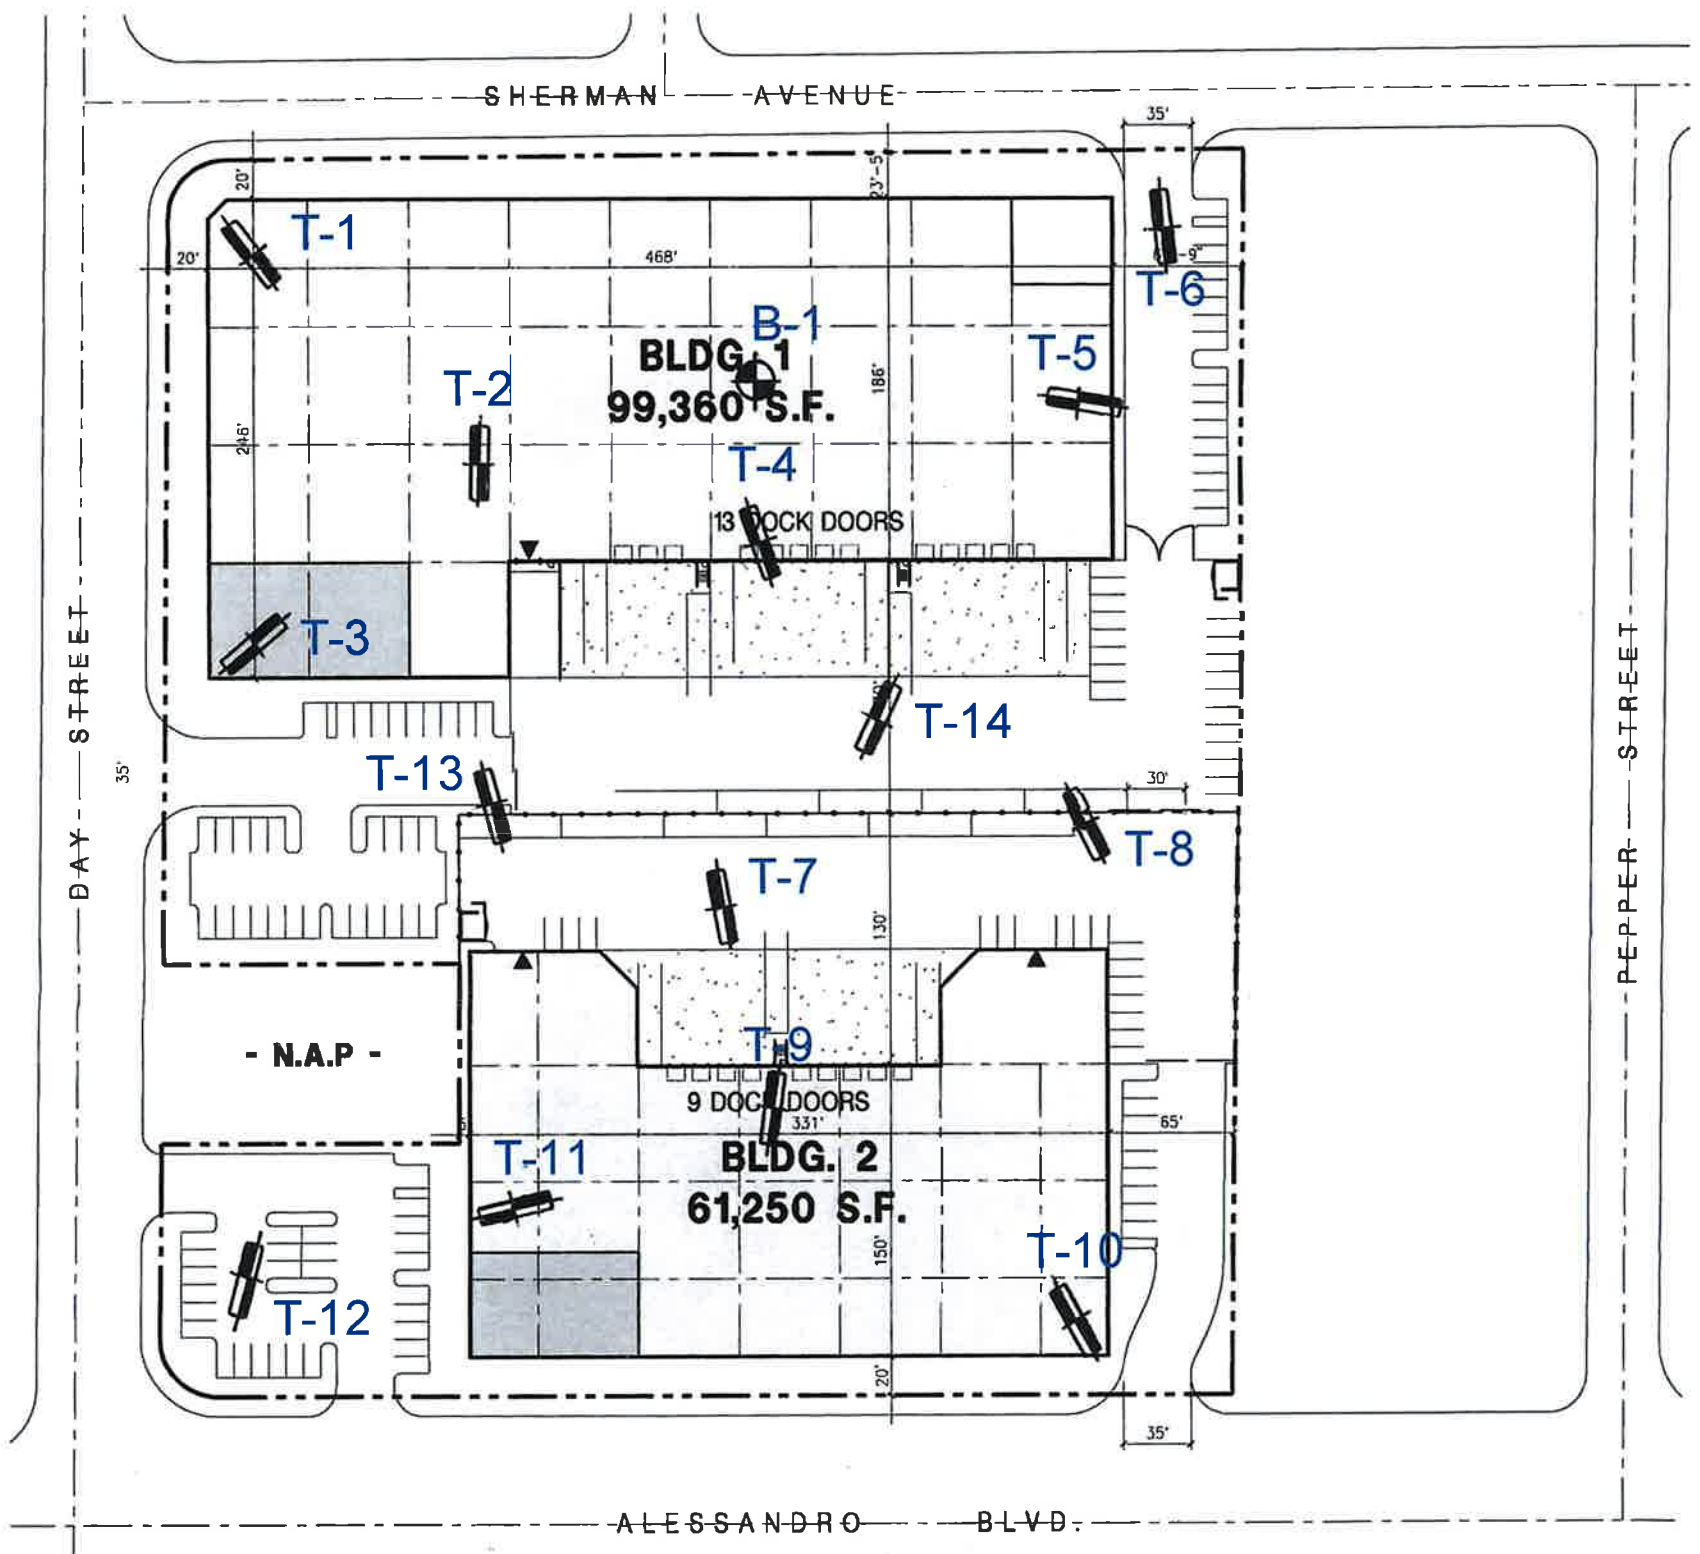 SHERMAN AVENUE
35'
20'
23'-5
T-1
20'
468'
-9"
T-6
B-1
BLDG. 1
T-5
T-2
186'
99,360 S.F.
246'
T-4
13 DOCK DOORS
T-3
T-14
DAY STREET
PEPPER STREET
35'
T-13
30'
T-8
T-7
130'
T-9
- N.A.P -
9 DOCK DOORS
331'
65'
T-11
BLDG. 2
61,250 S.F.
150'
T-10
T-12
20'
35'
ALESSANDRO BLVD.